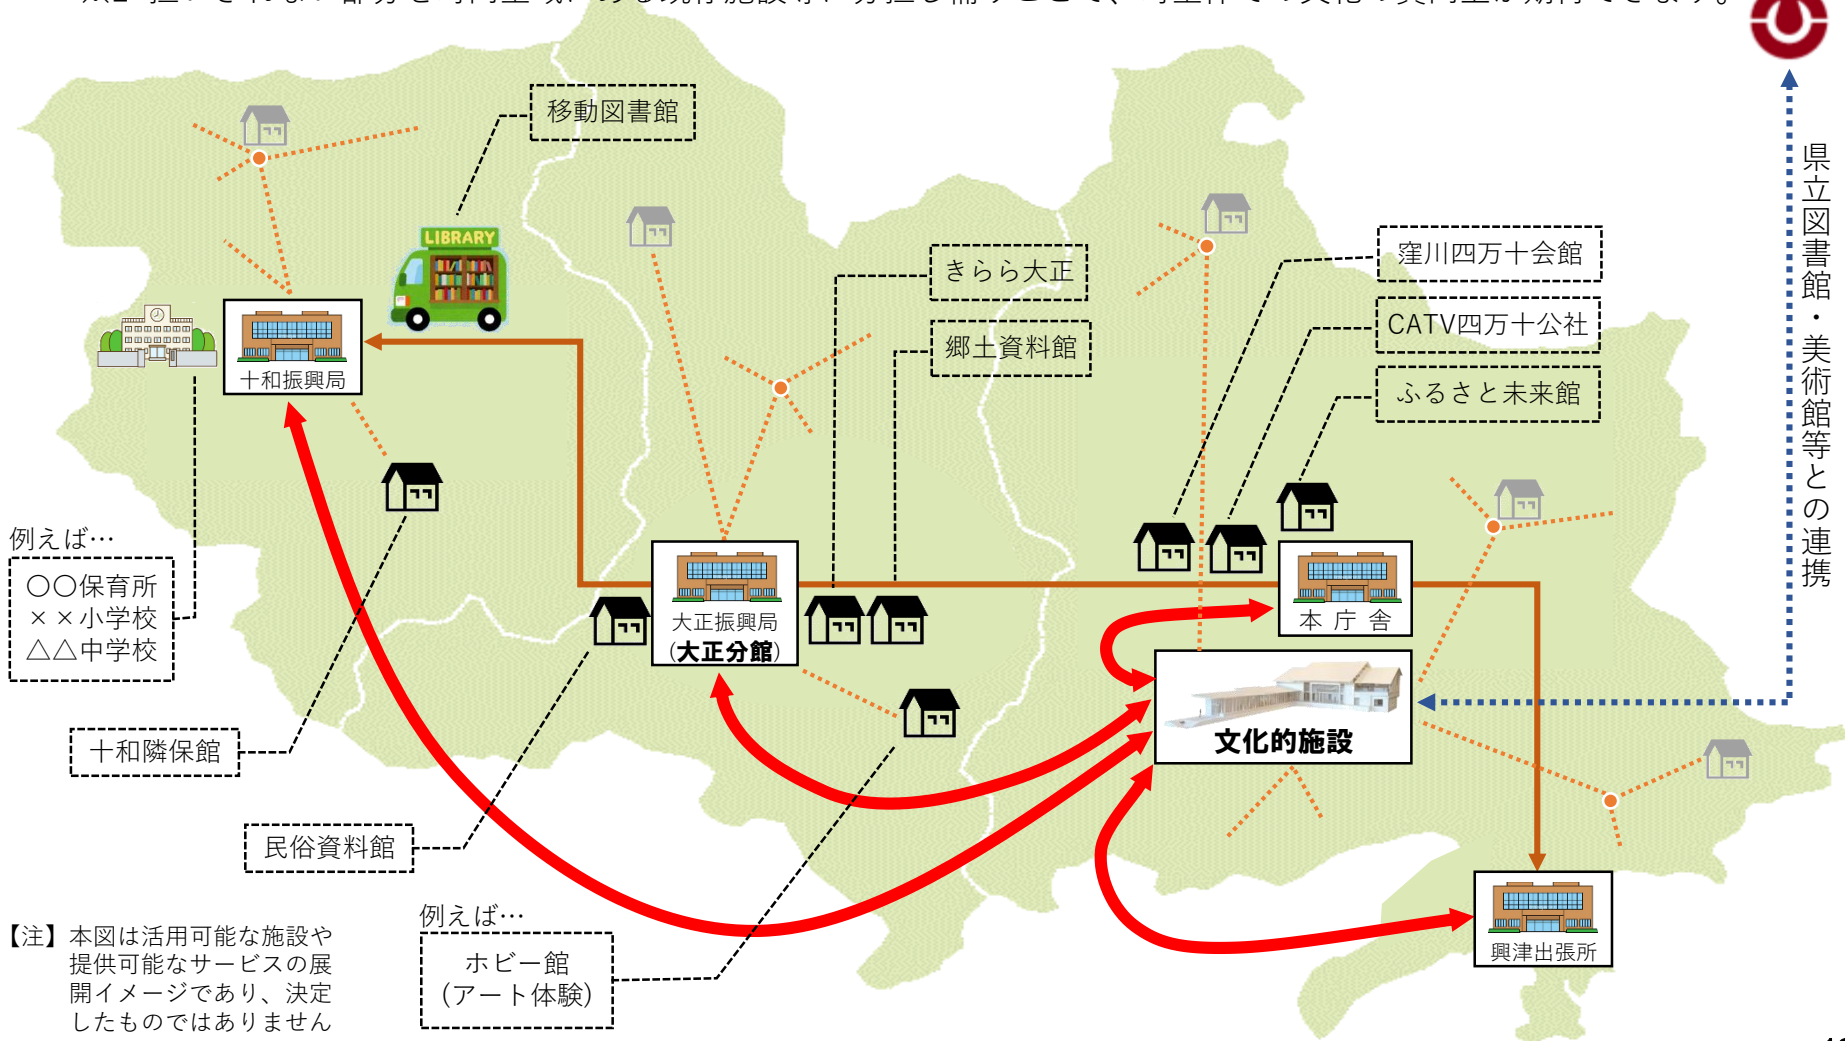 移動図書館
LIBRARY
きらら大正
郷土資料館
窪川四万十会館
CATV四万十公社
ふるさと未来館
県立図書館・美術館等との連携
十和振興局
例えば…
〇〇保育所
××小学校
△△中学校
大正振興局
(大正分館)
本庁舎
文化的施設
十和隣保館
民俗資料館
例えば…
ホビー館
(アート体験)
興津出張所
【注】本図は活用可能な施設や
提供可能なサービスの展
開イメージであり、決定
したものではありません